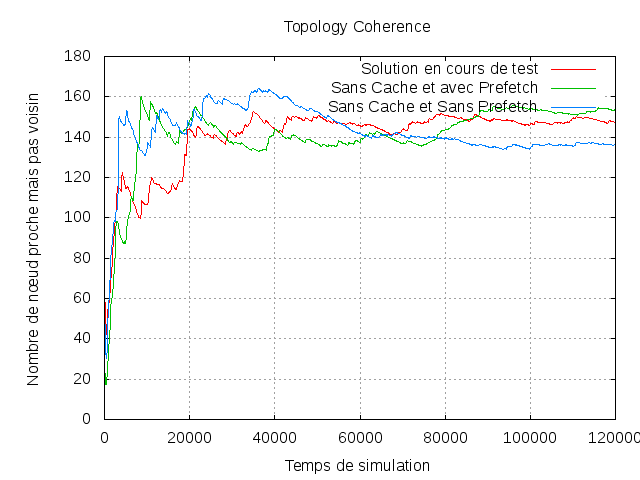 Topology Coherence
180
160
140
120
100
80
60
40
20
0
Nombre de nœud proche mais pas voisin
Solution en cours de test
Sans Cache et avec Prefetch
Sans Cache et Sans Prefetch
0 20000 40000 60000 80000 100000 120000
Temps de simulation